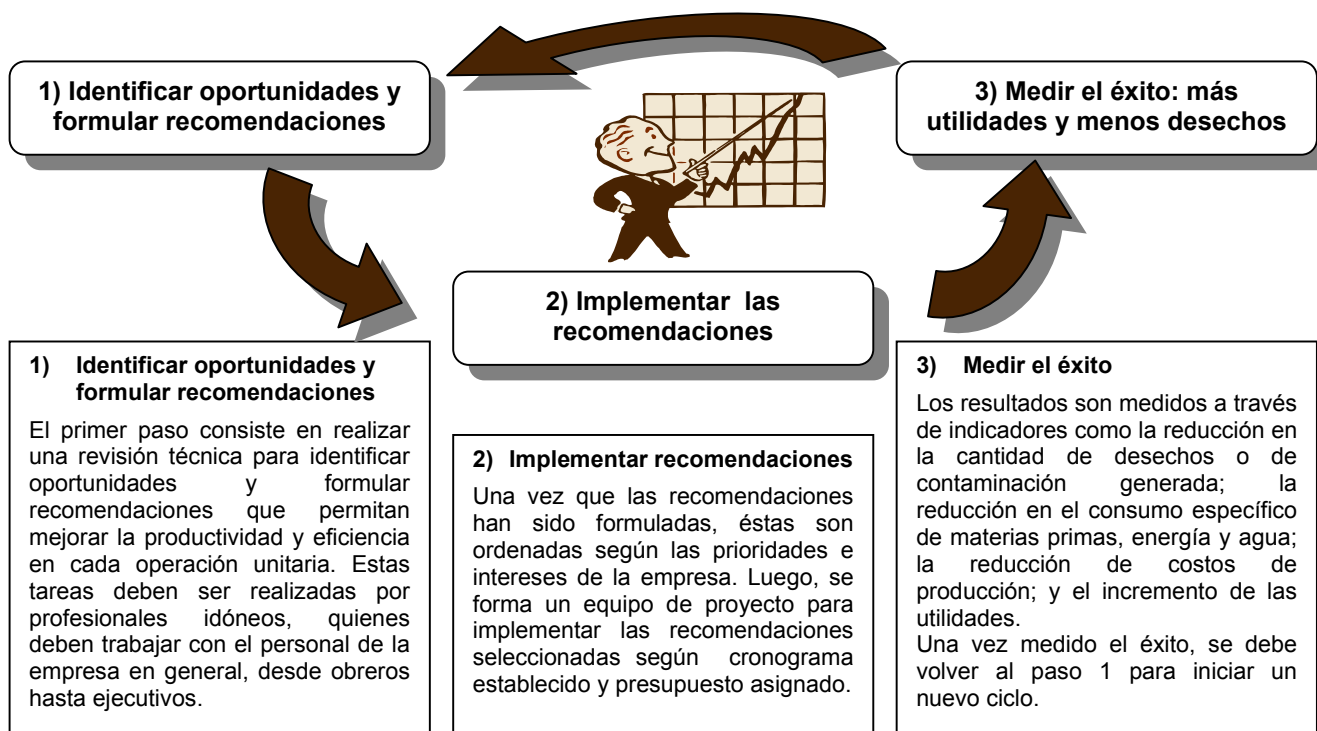 1) Identificar oportunidades y
formular recomendaciones
3) Medir el éxito: más
utilidades y menos desechos
2) Implementar las
recomendaciones
1) Identificar oportunidades y
formular recomendaciones
El primer paso consiste en realizar
una revisión técnica para identificar
oportunidades y formular
recomendaciones que permitan
mejorar la productividad y eficiencia
en cada operación unitaria. Estas
tareas deben ser realizadas por
profesionales idóneos, quienes
deben trabajar con el personal de la
empresa en general, desde obreros
hasta ejecutivos.
2) Implementar recomendaciones
Una vez que las recomendaciones
han sido formuladas, éstas son
ordenadas según las prioridades e
intereses de la empresa. Luego, se
forma un equipo de proyecto para
implementar las recomendaciones
seleccionadas según cronograma
establecido y presupuesto asignado.
3) Medir el éxito
Los resultados son medidos a través
de indicadores como la reducción en
la cantidad de desechos o de
contaminación generada; la
reducción en el consumo específico
de materias primas, energía y agua;
la reducción de costos de
producción; y el incremento de las
utilidades.
Una vez medido el éxito, se debe
volver al paso 1 para iniciar un
nuevo ciclo.